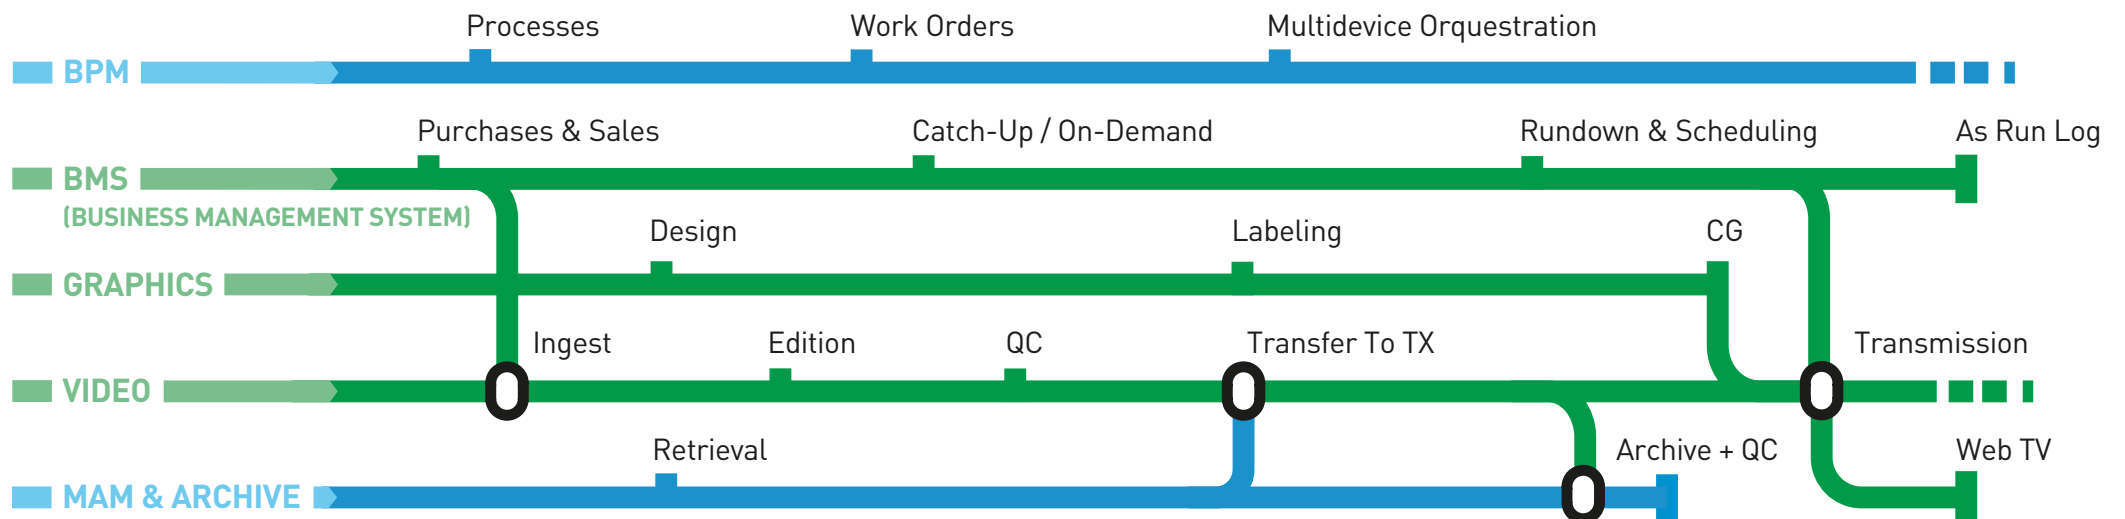 Processes
Work Orders
Multidevice Orquestration
BPM
Purchases & Sales
Catch-Up / On-Demand
Rundown & Scheduling
As Run Log
BMS
(BUSINESS MANAGEMENT SYSTEM)
Design
Labeling
CG
GRAPHICS
Ingest
Edition
QC
Transfer To TX
Transmission
VIDEO
Retrieval
Archive + QC
Web TV
MAM & ARCHIVE